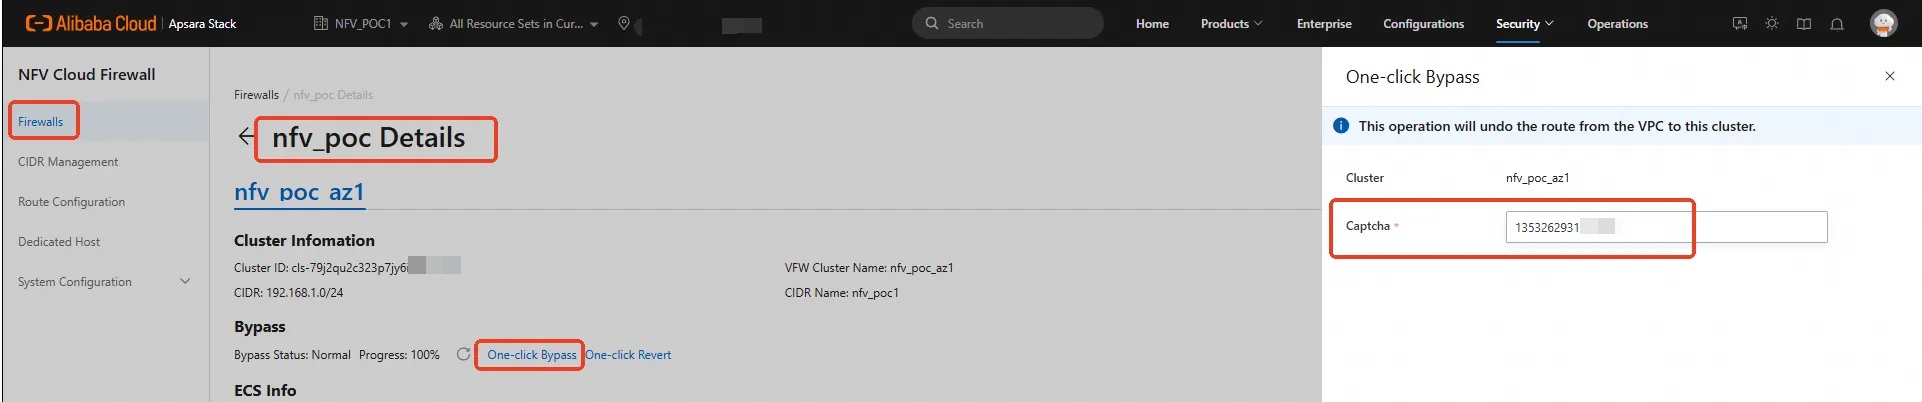 Alibaba Cloud | Apsara Stack
NFV_POC1
All Resource Sets in Cur...
Search
Home
Products
Enterprise
Configurations
Security
Operations
NFV Cloud Firewall
Firewalls
CIDR Management
Route Configuration
Dedicated Host
System Configuration
Firewalls / nfv_poc Details
nfv_poc Details
nfv_poc_az1
Cluster Infomation
Cluster ID: cls-79j2qu2c323p7jy6i
VFW Cluster Name: nfv_poc_az1
CIDR: 192.168.1.0/24
CIDR Name: nfv_poc1
Bypass
Bypass Status: Normal Progress: 100% One-click Bypass One-click Revert
ECS Info
One-click Bypass
This operation will undo the route from the VPC to this cluster.
Cluster nfv_poc_az1
Captcha * 1353262931